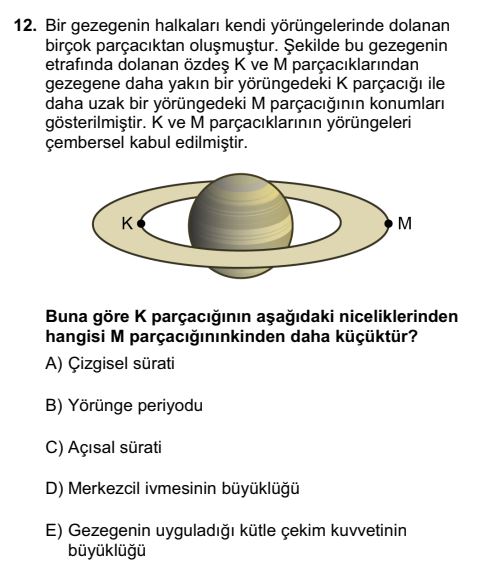 12. Bir gezegenin halkaları kendi yörüngelerinde dolanan
birçok parçacıktan oluşmuştur. Şekilde bu gezegenin
etrafında dolanan özdeş K ve M parçacıklarından
gezegene daha yakın bir yörüngedeki K parçacığı ile
daha uzak bir yörüngedeki M parçacığının konumları
gösterilmiştir. K ve M parçacıklarının yörüngeleri
çembersel kabul edilmiştir.
K
M
Buna göre K parçacığının aşağıdaki niceliklerinden
hangisi M parçacığınınkinden daha küçüktür?
A) Çizgisel sürati
B) Yörünge periyodu
C) Açısal sürati
D) Merkezcil ivmesinin büyüklüğü
E) Gezegenin uyguladığı kütle çekim kuvvetinin
büyüklüğü